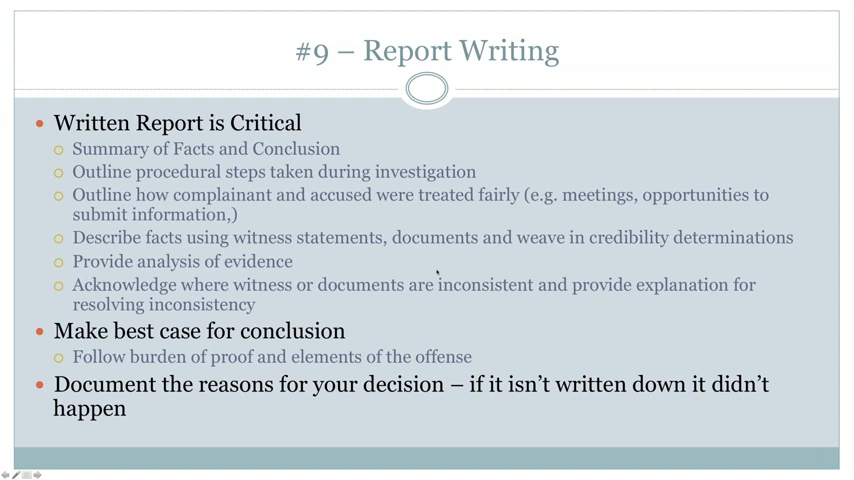 #9 – Report Writing
Written Report is Critical
Summary of Facts and Conclusion
Outline procedural steps taken during investigation
Outline how complainant and accused were treated fairly (e.g. meetings, opportunities to
submit information,)
Describe facts using witness statements, documents and weave in credibility determinations
Provide analysis of evidence
Acknowledge where witness or documents are inconsistent and provide explanation for
resolving inconsistency
Make best case for conclusion
Follow burden of proof and elements of the offense
Document the reasons for your decision – if it isn't written down it didn't
happen